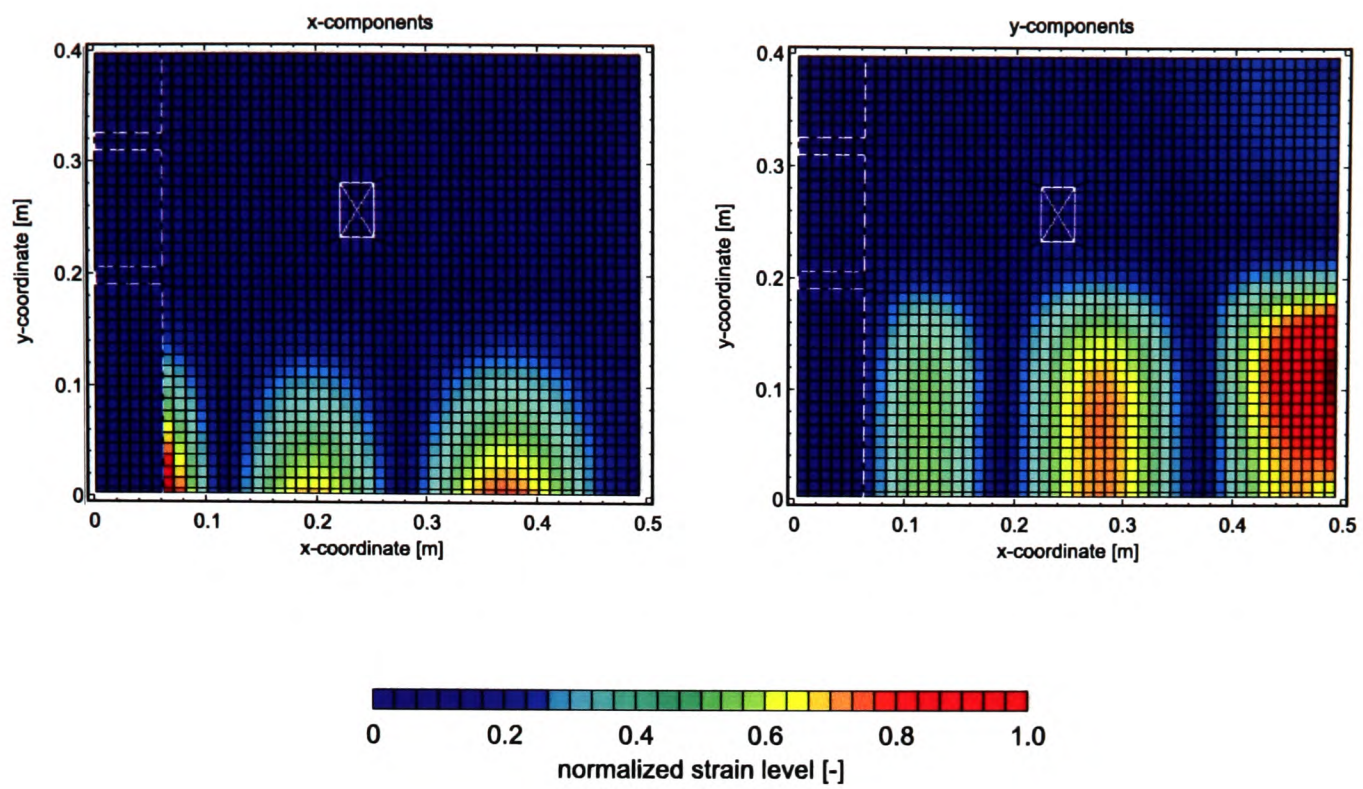 x-components
0.4
0.3
0.2
0.1
0
y-coordinate [m]
0 0.1 0.2 0.3 0.4 0.5
x-coordinate [m]
y-components
0.4
0.3
0.2
0.1
0
y-coordinate [m]
0 0.1 0.2 0.3 0.4 0.5
x-coordinate [m]
0 0.2 0.4 0.6 0.8 1.0
normalized strain level [-]